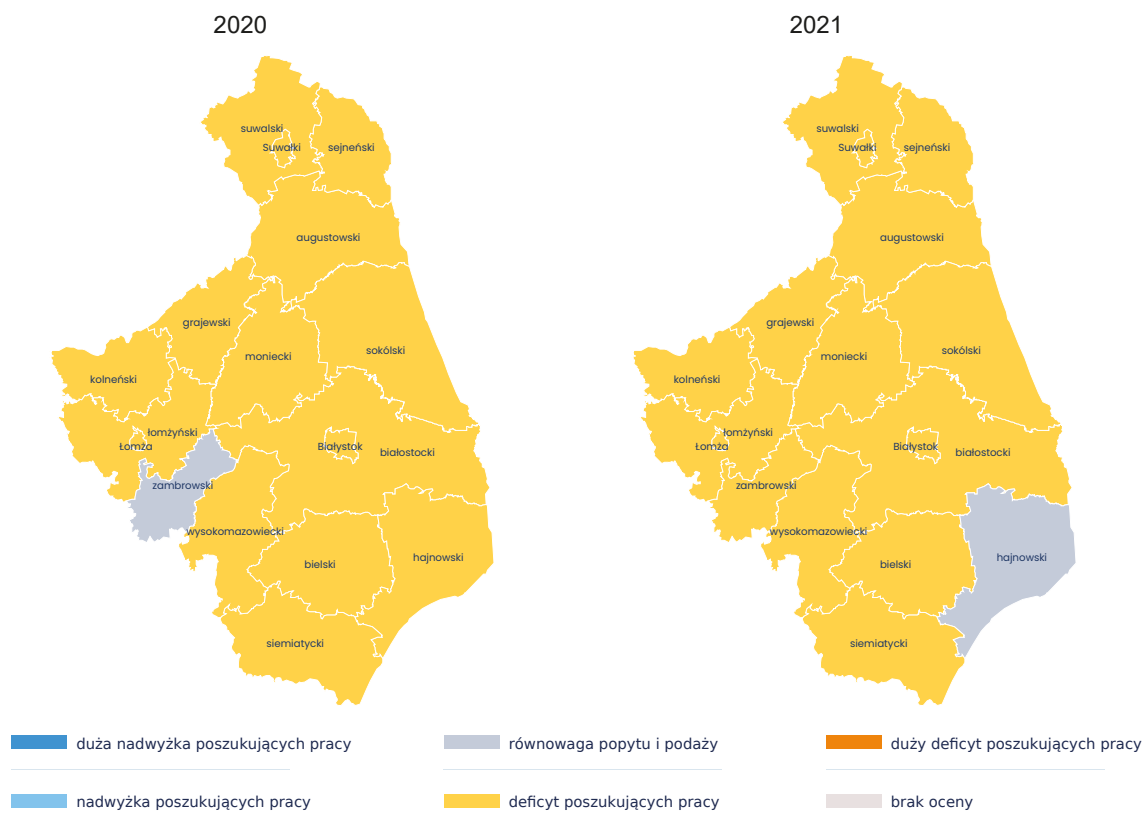 2020
2021
suwalski
Suwałki
sejneński
augustowski
grajewski
moniecki
sokólski
kolneński
łomżyński
Łomża
Białystok
białostocki
zambrowski
wysokomazowiecki
bielski
hajnowski
siemiatycki
suwalski
Suwałki
sejneński
augustowski
grajewski
moniecki
sokólski
kolneński
łomżyński
Łomża
Białystok
białostocki
zambrowski
wysokomazowiecki
bielski
hajnowski
siemiatycki
duża nadwyżka poszukujących pracy
równowaga popytu i podaży
duży deficyt poszukujących pracy
nadwyżka poszukujących pracy
deficyt poszukujących pracy
brak oceny